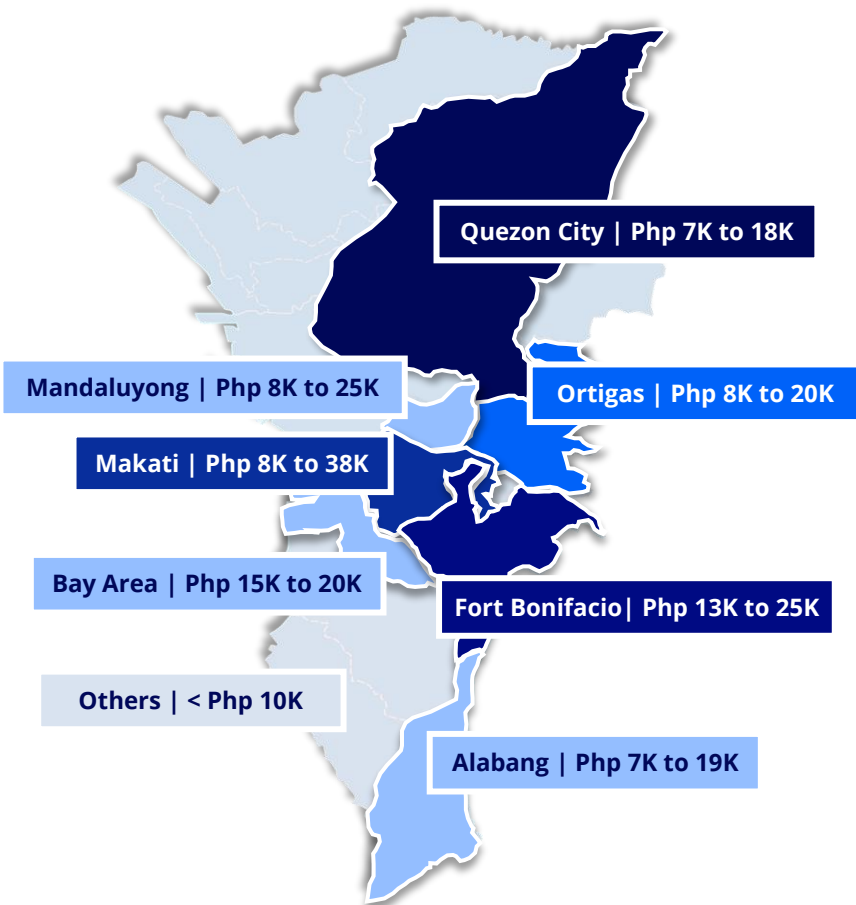 Quezon City | Php 7K to 18K
Mandaluyong | Php 8K to 25K
Ortigas | Php 8K to 20K
Makati | Php 8K to 38K
Bay Area | Php 15K to 20K
Fort Bonifacio| Php 13K to 25K
Others | < Php 10K
Alabang | Php 7K to 19K